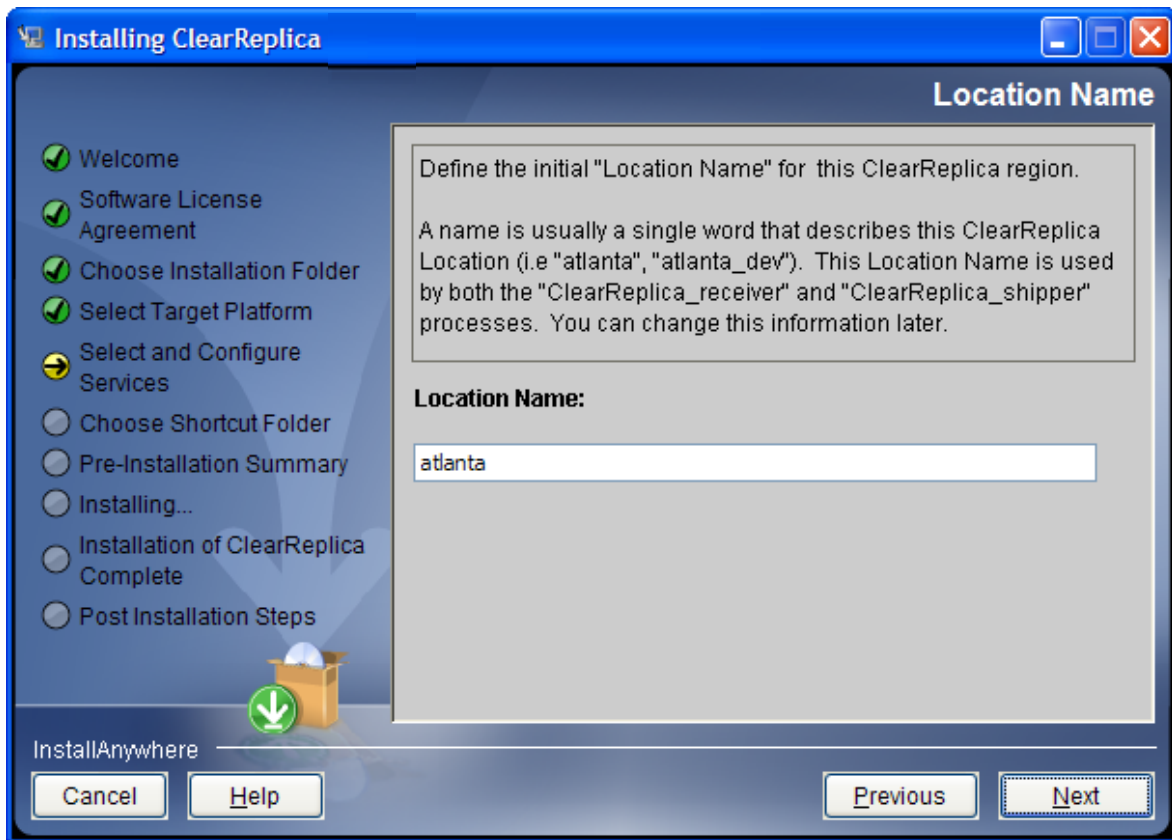 Installing ClearReplica
Location Name
Welcome
Software License
Agreement
Choose Installation Folder
Select Target Platform
Select and Configure
Services
Choose Shortcut Folder
Pre-Installation Summary
Installing...
Installation of ClearReplica
Complete
Post Installation Steps
Define the initial "Location Name" for  this ClearReplica region.
A name is usually a single word that describes this ClearReplica
Location (i.e "atlanta", "atlanta_dev").  This Location Name is used
by both the "ClearReplica_receiver" and "ClearReplica_shipper"
processes.  You can change this information later.
Location Name:
atlanta
InstallAnywhere
Cancel
Help
Previous
Next